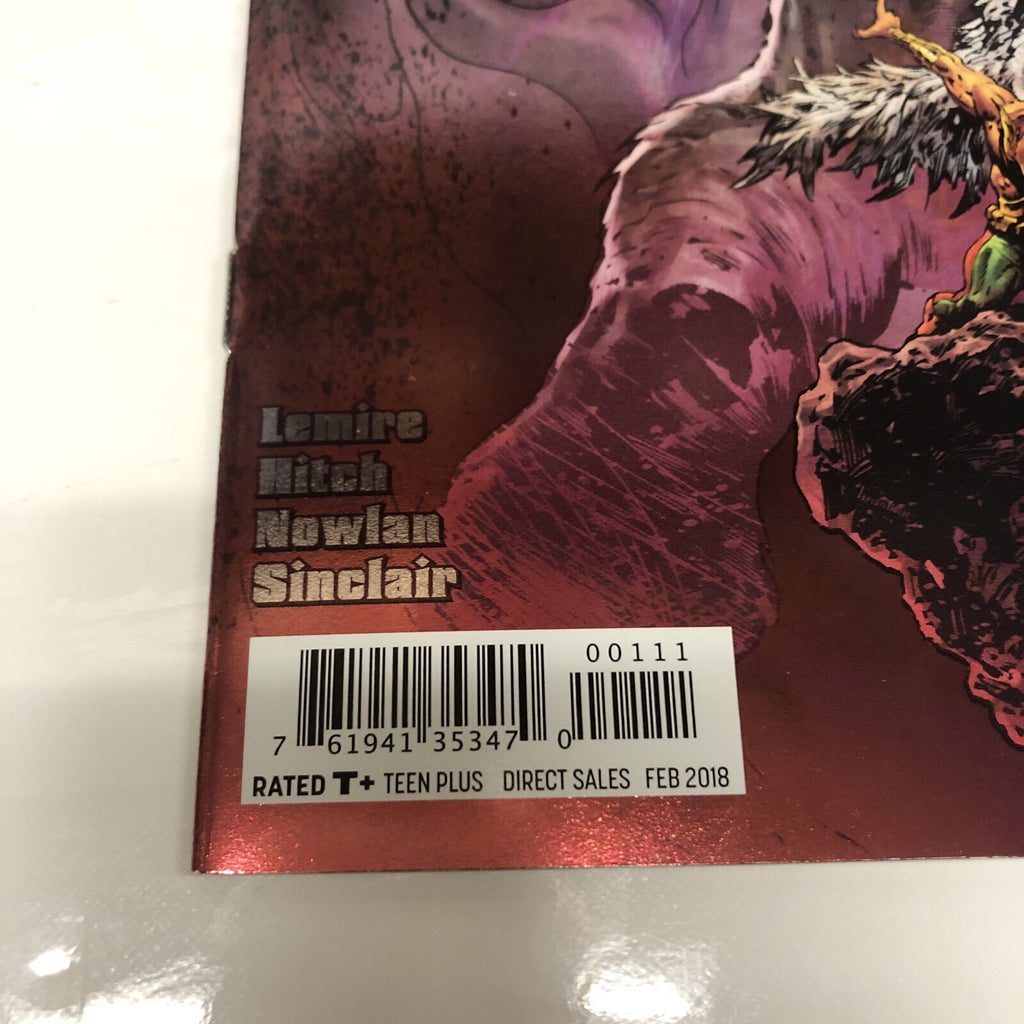 Lemire
Hitch
Nowlan
Sinclair
00111
7 61941 35347 0
RATED T+ TEEN PLUS DIRECT SALES FEB 2018